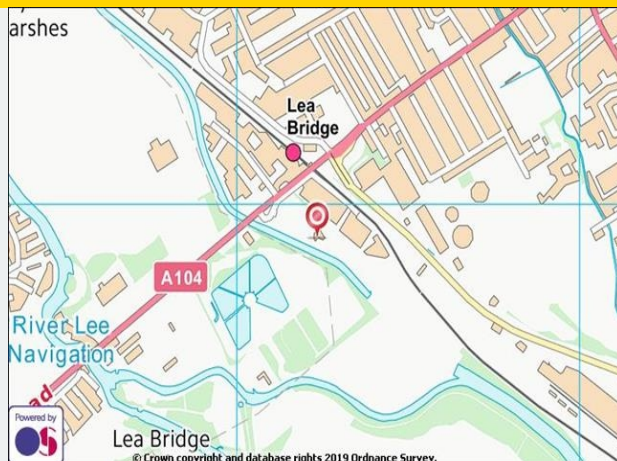 arshes
Lea
Bridge
A104
River Lee
Navigation
ad
Powered by
OS
Lea Bridge
© Crown copyright and database rights 2019 Ordnance Survey.